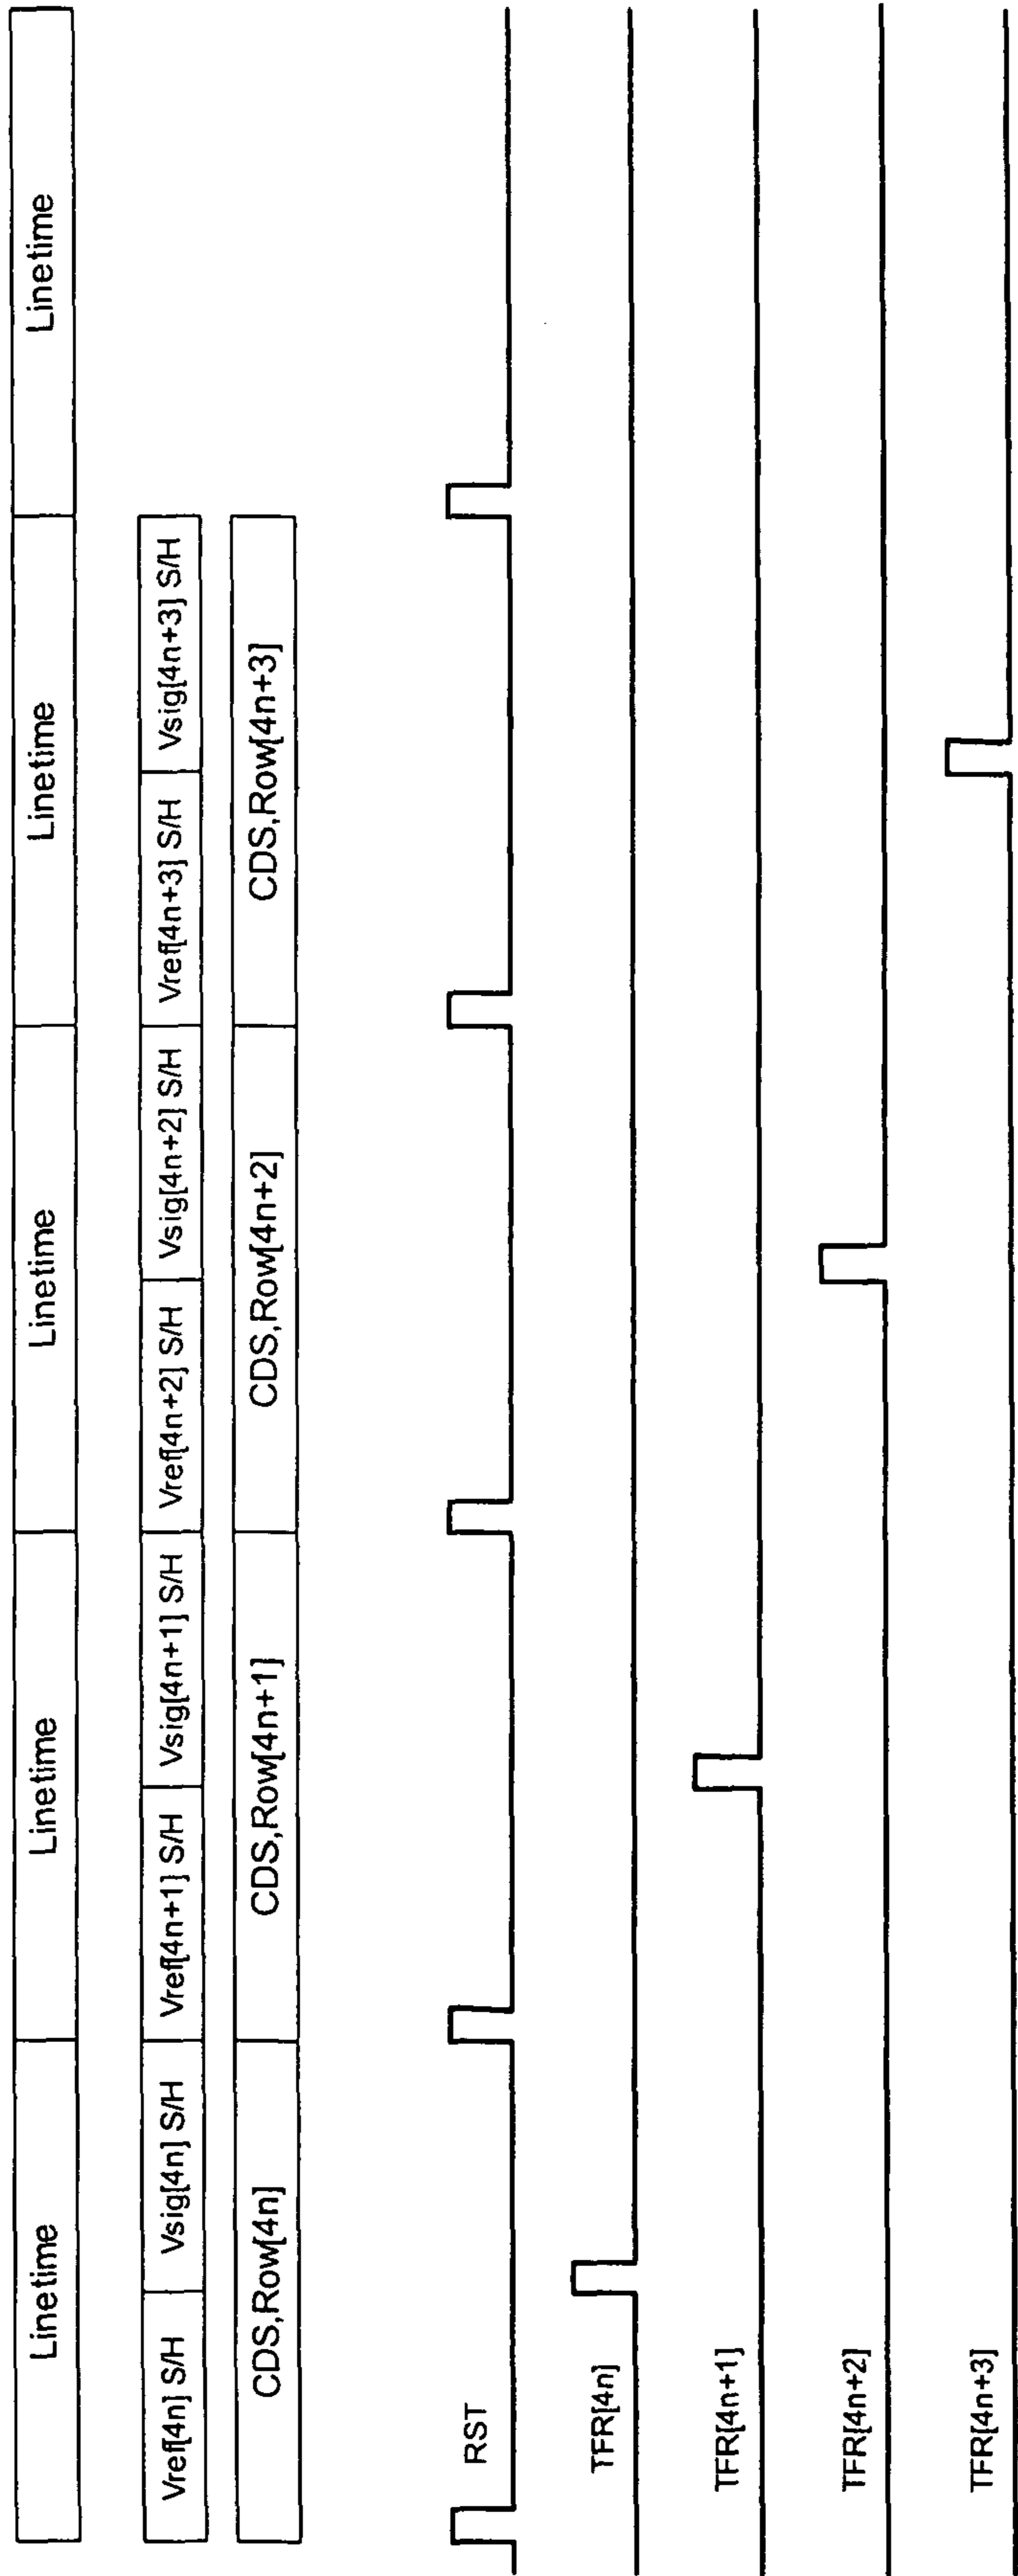 Linetime Linetime Linetime Linetime Linetime
Vref[4n] S/H Vsig[4n] S/H Vref[4n+1] S/H Vsig[4n+1] S/H Vref[4n+2] S/H Vsig[4n+2] S/H Vref[4n+3] S/H Vsig[4n+3] S/H
CDS,Row[4n] CDS,Row[4n+1] CDS,Row[4n+2] CDS,Row[4n+3]
RST
TFR[4n]
TFR[4n+1]
TFR[4n+2]
TFR[4n+3]